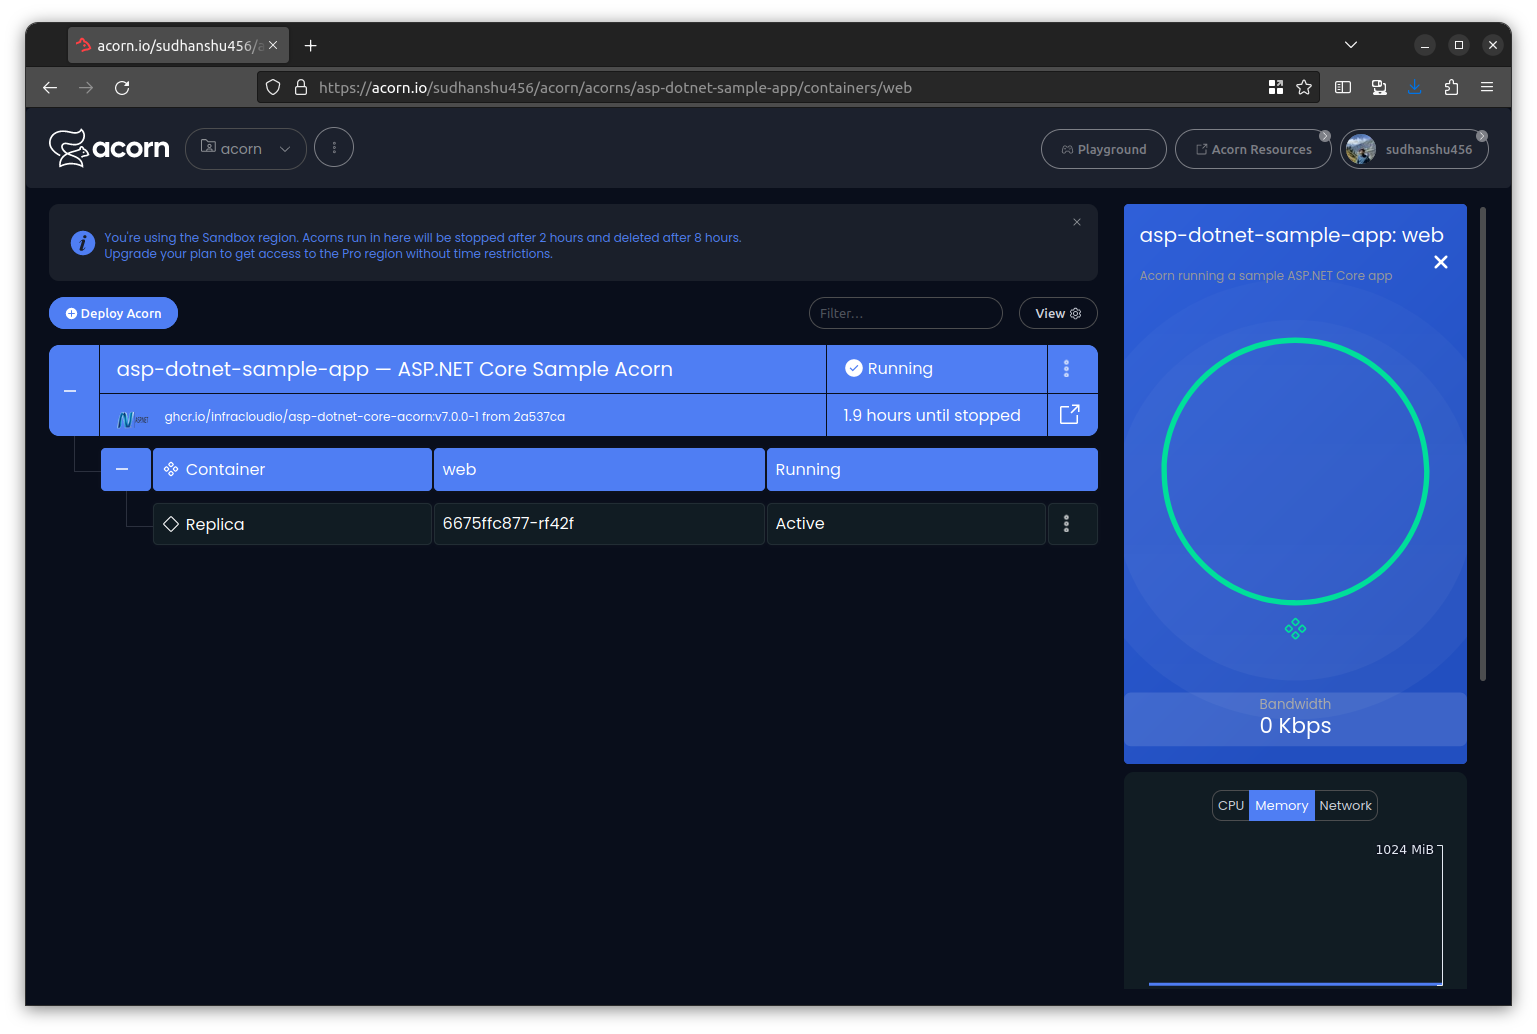 acorn.io/sudhanshu456/a
https://acorn.io/sudhanshu456/acorn/acorns/asp-dotnet-sample-app/containers/web
acorn
acorn
Playground
Acorn Resources
sudhanshu456
You're using the Sandbox region. Acorns run in here will be stopped after 2 hours and deleted after 8 hours.
Upgrade your plan to get access to the Pro region without time restrictions.
Deploy Acorn
Filter...
View
asp-dotnet-sample-app — ASP.NET Core Sample Acorn
Running
ghcr.io/infracloudio/asp-dotnet-core-acorn:v7.0.0-1 from 2a537ca
1.9 hours until stopped
Container
web
Running
Replica
6675ffc877-rf42f
Active
asp-dotnet-sample-app: web
Acorn running a sample ASP.NET Core app
Bandwidth
0 Kbps
CPU
Memory
Network
1024 MiB